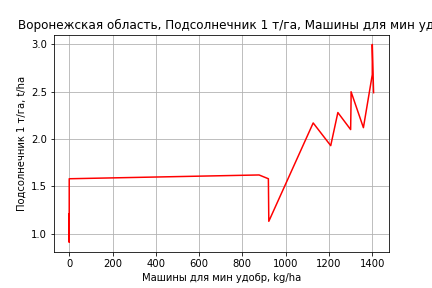 Воронежская область, Подсолнечник 1 т/га, Машины для мин уд
3.0
2.5
2.0
1.5
1.0
Подсолнечник 1 т/га, t/ha
0 200 400 600 800 1000 1200 1400
Машины для мин удобр, kg/ha